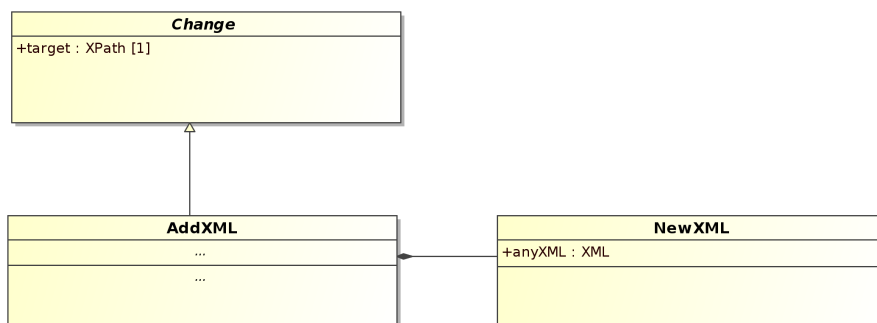 Change
+target : XPath [1]
AddXML
...
...
NewXML
+anyXML : XML